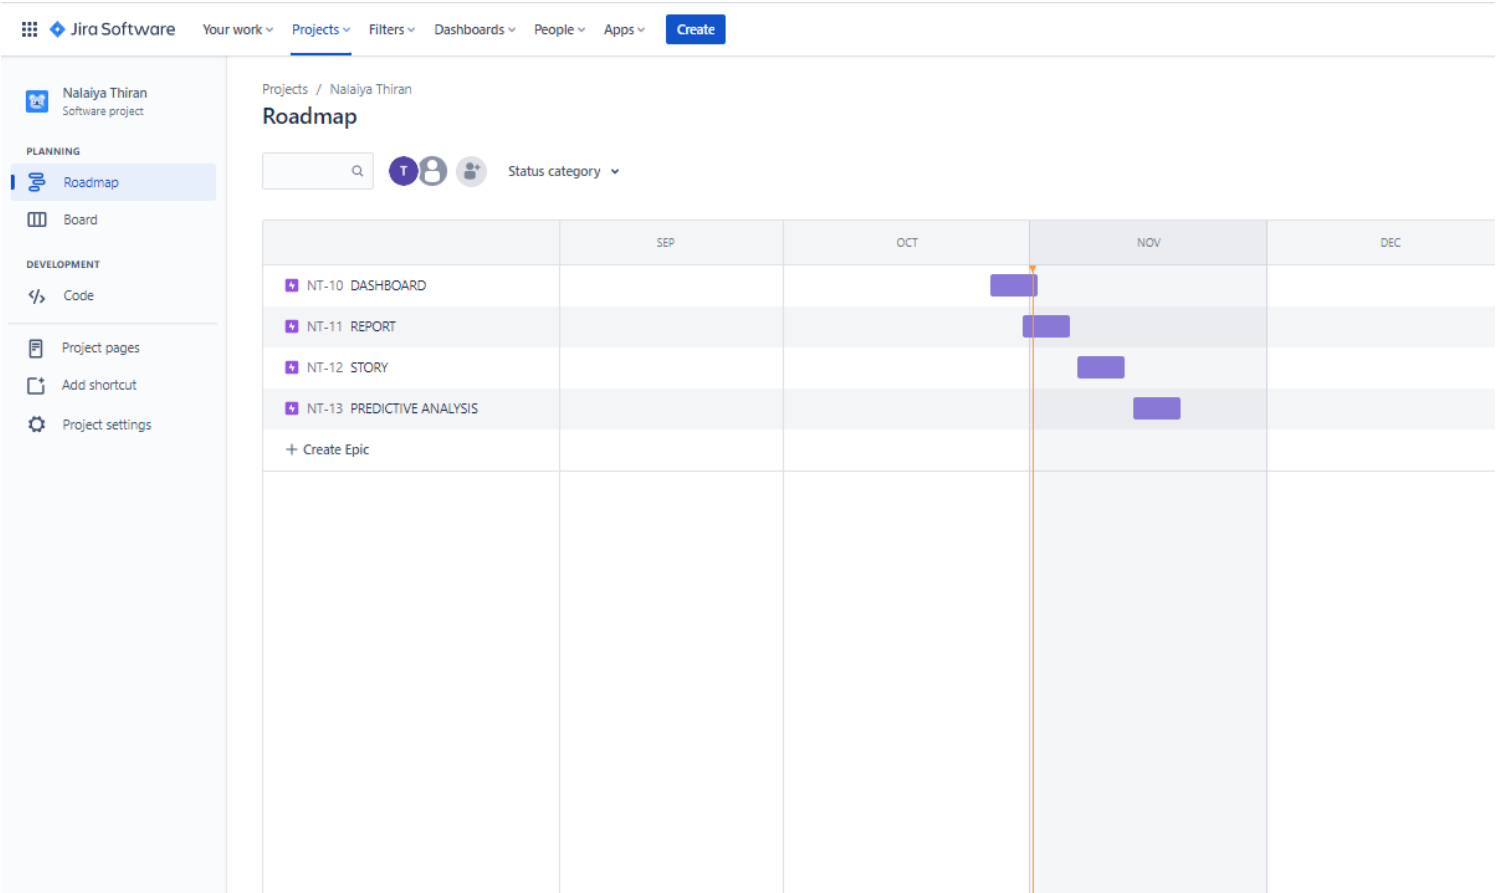 Jira Software Your work Projects Filters Dashboards People Apps Create
Nalaiya Thiran
Software project
PLANNING
Roadmap
Board
DEVELOPMENT
Code
Project pages
Add shortcut
Project settings
Projects / Nalaiya Thiran
Roadmap
T Status category
SEP OCT NOV DEC
NT-10 DASHBOARD
NT-11 REPORT
NT-12 STORY
NT-13 PREDICTIVE ANALYSIS
+ Create Epic